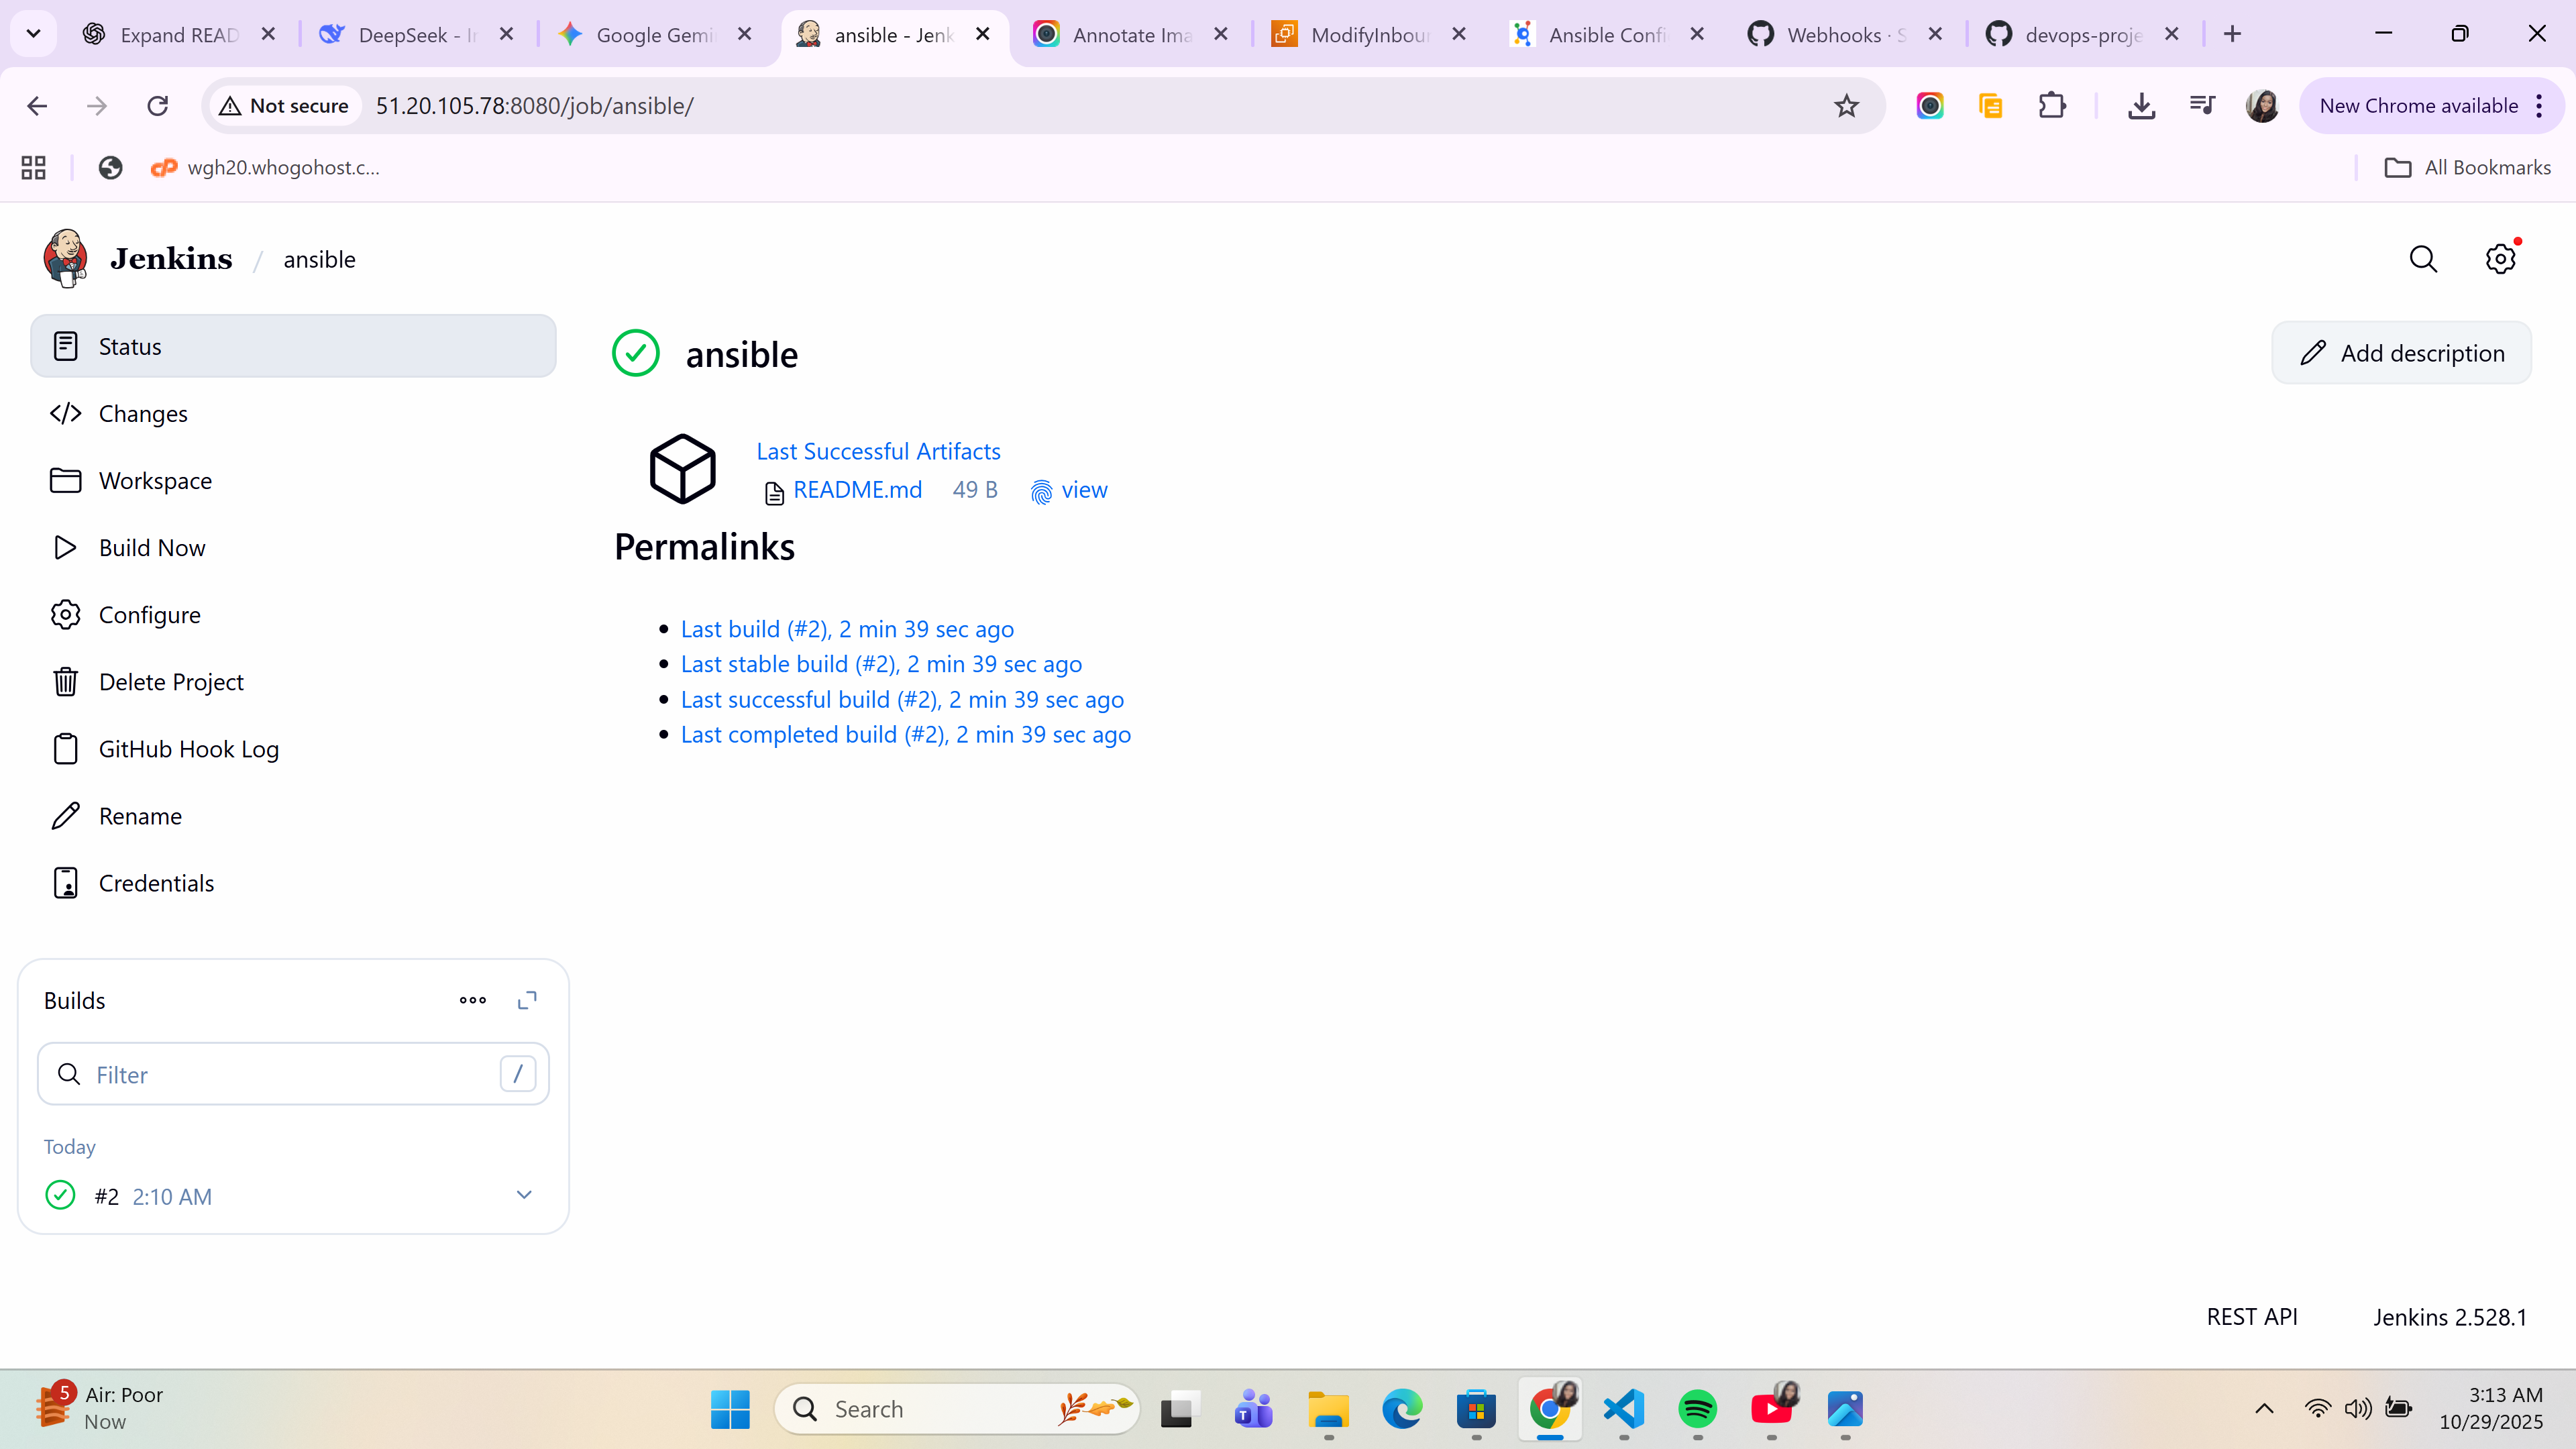 Expand READ
DeepSeek - In
Google Gemi
ansible - Jenk
Annotate Ima
ModifyInbour
Ansible Confi
Webhooks · S
devops-proje
Not secure
51.20.105.78:8080/job/ansible/
New Chrome available
wgh20.whogohost.c...
All Bookmarks
Jenkins / ansible
Status
ansible
Add description
Changes
Last Successful Artifacts
Workspace
README.md 49 B view
Build Now
Permalinks
Configure
Last build (#2), 2 min 39 sec ago
Last stable build (#2), 2 min 39 sec ago
Delete Project
Last successful build (#2), 2 min 39 sec ago
Last completed build (#2), 2 min 39 sec ago
GitHub Hook Log
Rename
Credentials
Builds
Filter /
Today
#2 2:10 AM
REST API Jenkins 2.528.1
5
Air: Poor
Now
Search
3:13 AM
10/29/2025